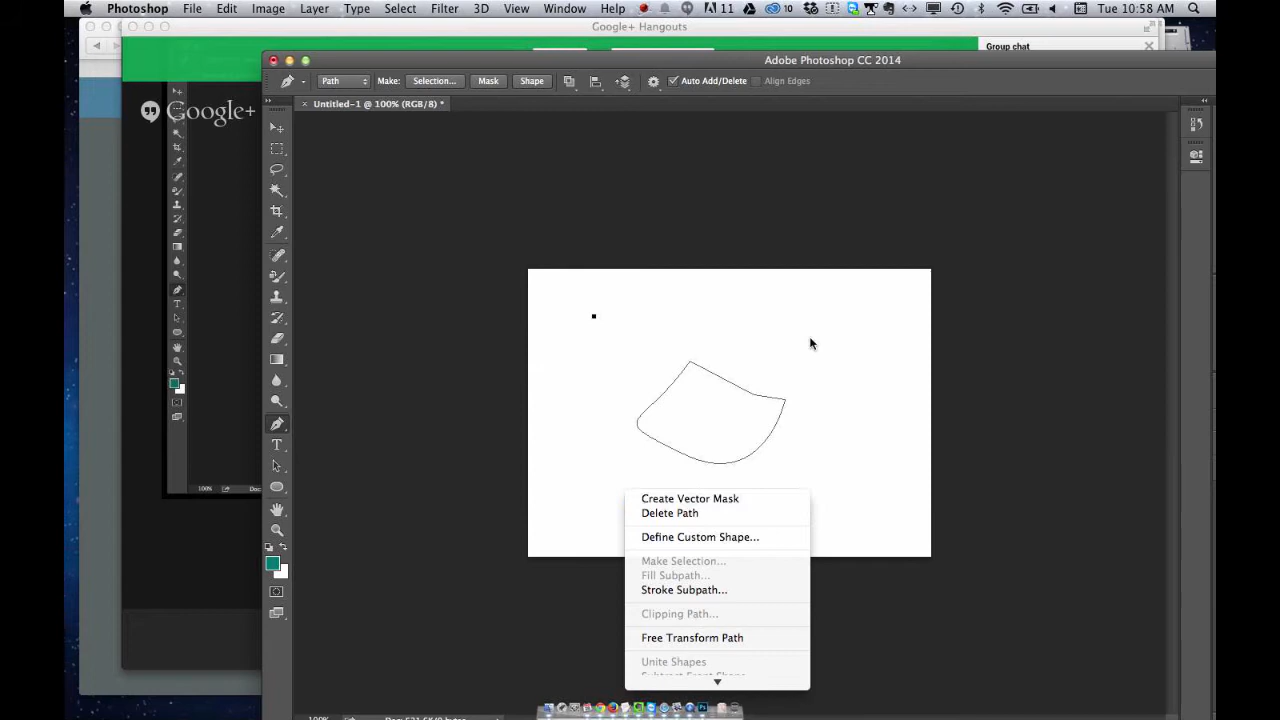 Photoshop File Edit Image Layer Type Select Filter 3D View Window Help 11 10 Tue 10:58 AM
Google+ Hangouts
Group chat
Adobe Photoshop CC 2014
Path Make: Selection... Mask Shape Auto Add/Delete Align Edges
Untitled-1 @ 100% (RGB/8) *
Google+
Create Vector Mask
Delete Path
Define Custom Shape...
Make Selection...
Fill Subpath...
Stroke Subpath...
Clipping Path...
Free Transform Path
Unite Shapes
100% Doc: